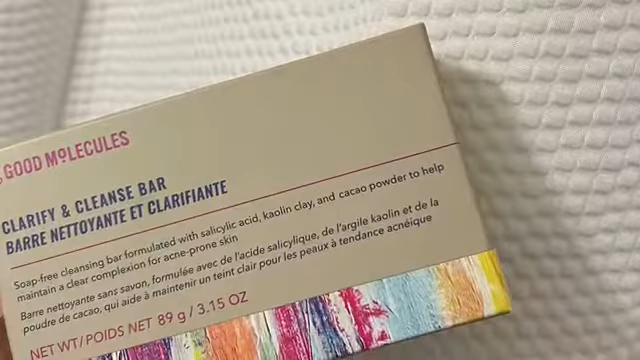 GOOD MOLECULES
CLARIFY & CLEANSE BAR
BARRE NETTOYANTE ET CLARIFIANTE
Soap-free cleansing bar formulated with salicylic acid, kaolin clay, and cacao powder to help
maintain a clear complexion for acne-prone skin
Barre nettoyante sans savon, formulée avec de l'acide salicylique, de l'argile kaolin et de la
poudre de cacao, qui aide à maintenir un teint clair pour les peaux à tendance acnéique
NET WT/POIDS NET 89 g / 3.15 OZ